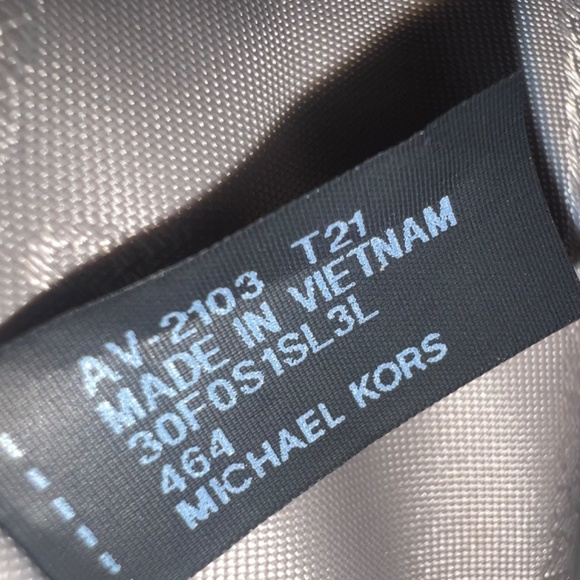 AV-2103 T21
MADE IN VIETNAM
30F0S1SL3L
464
MICHAEL KORS